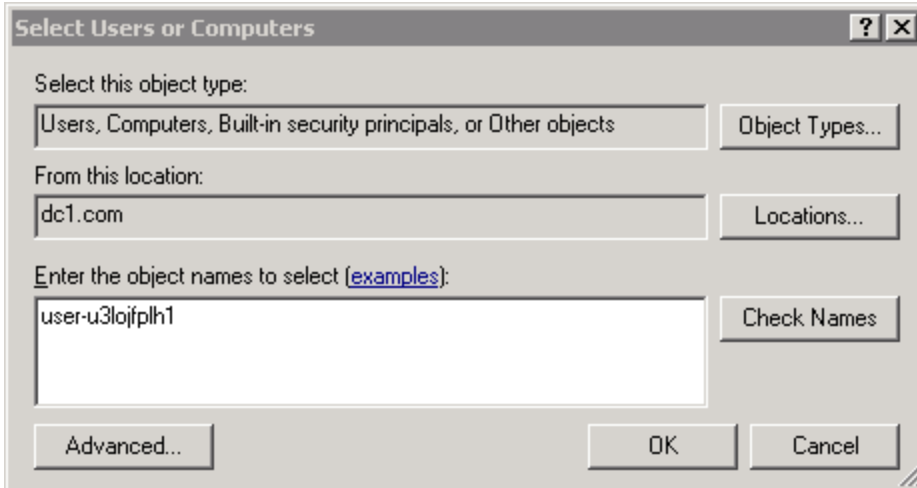 Select Users or Computers
Select this object type:
Users, Computers, Built-in security principals, or Other objects
Object Types...
From this location:
dc1.com
Locations...
Enter the object names to select (examples):
user-u3lojfplh1
Check Names
Advanced...
OK
Cancel